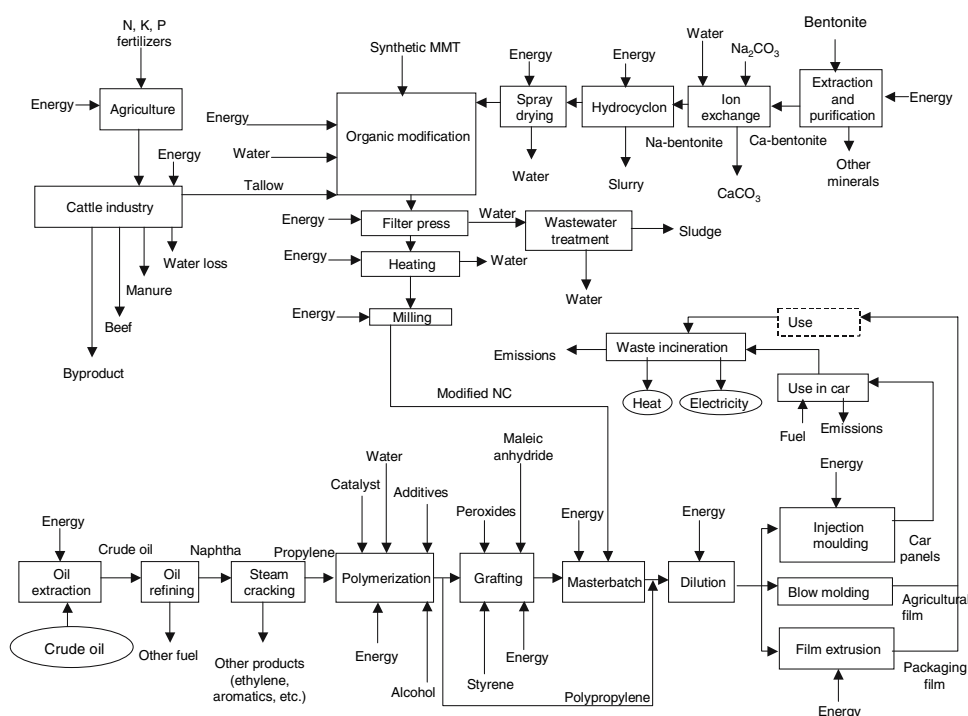 N, K, P
fertilizers
Energy
Agriculture
Energy
Cattle industry
Tallow
Water loss
Manure
Beef
Byproduct
Synthetic MMT
Energy
Water
Organic modification
Energy
Spray
drying
Water
Energy
Hydrocyclon
Slurry
Na-bentonite
Water
Na₂CO₃
Ion
exchange
CaCO₃
Ca-bentonite
Bentonite
Extraction and
purification
Energy
Other
minerals
Energy
Filter press
Water
Wastewater
treatment
Sludge
Water
Energy
Heating
Water
Energy
Milling
Modified NC
Use
Waste incineration
Emissions
Heat
Electricity
Use in car
Fuel
Emissions
Energy
Injection
moulding
Car
panels
Energy
Crude oil
Oil
extraction
Crude oil
Naphtha
Oil
refining
Other fuel
Propylene
Steam
cracking
Other products
(ethylene,
aromatics, etc.)
Water
Catalyst
Additives
Polymerization
Energy
Alcohol
Maleic
anhydride
Peroxides
Grafting
Styrene
Energy
Energy
Masterbatch
Polypropylene
Energy
Dilution
Blow molding
Agricultural
film
Film extrusion
Packaging
film
Energy